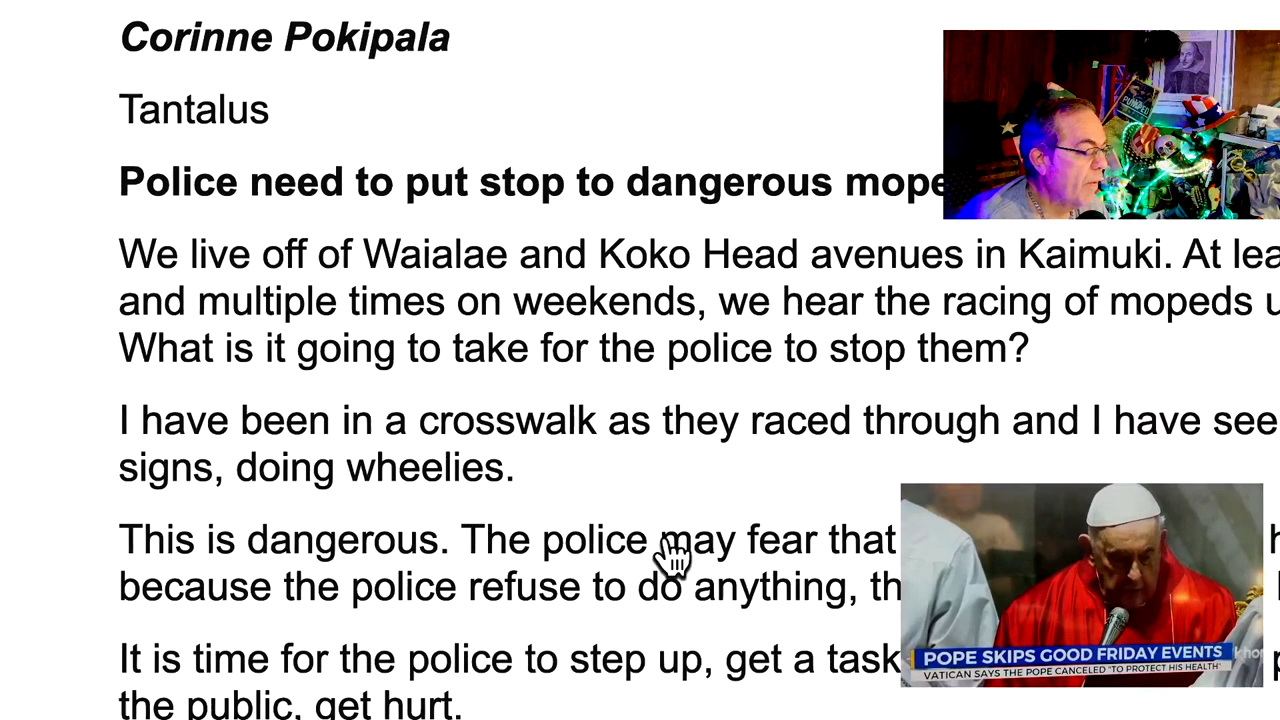 Corinne Pokipala
Tantalus
Police need to put stop to dangerous mope
We live off of Waialae and Koko Head avenues in Kaimuki. At lea
and multiple times on weekends, we hear the racing of mopeds u
What is it going to take for the police to stop them?
I have been in a crosswalk as they raced through and I have see
signs, doing wheelies.
This is dangerous. The police may fear that
because the police refuse to do anything, th
It is time for the police to step up, get a task
the public, get hurt.
PUMPED
POPE SKIPS GOOD FRIDAY EVENTS
khon
VATICAN SAYS THE POPE CANCELED "TO PROTECT HIS HEALTH"